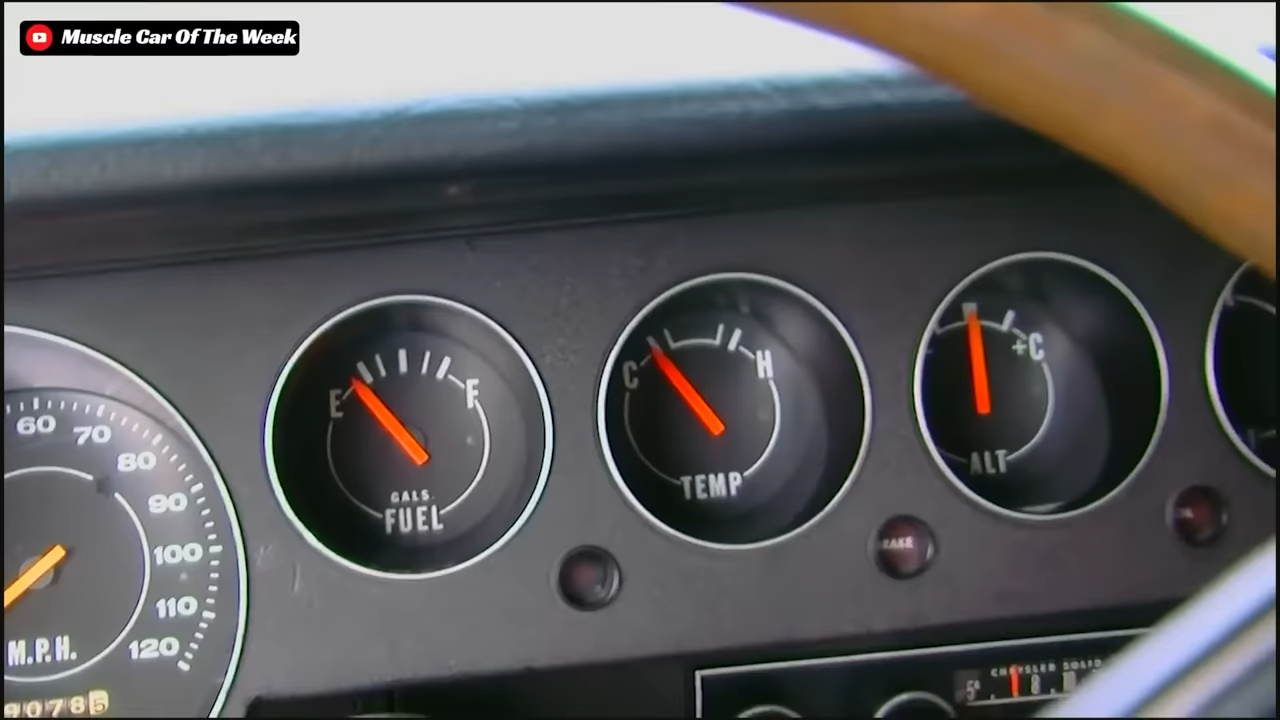 Muscle Car Of The Week
60
70
80
90
100
110
120
M.P.H.
E
F
GALS.
FUEL
C
H
TEMP
+C
ALT